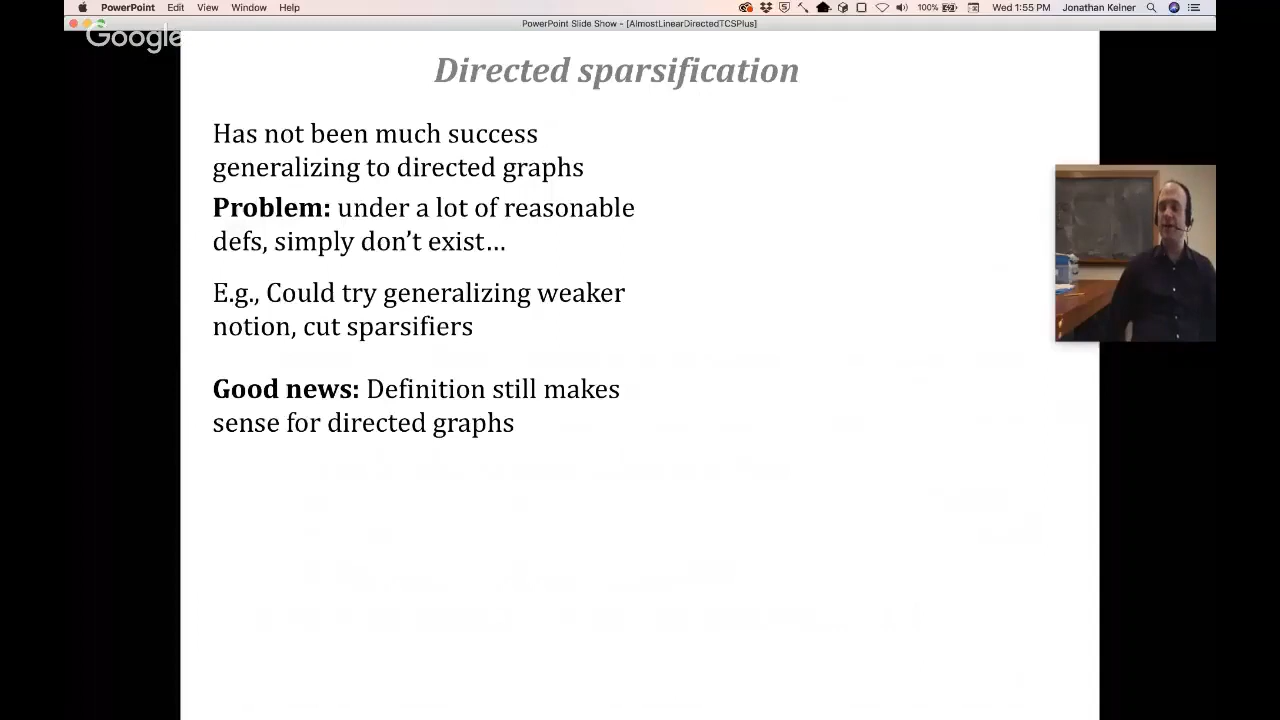 PowerPoint Edit View Window Help 100% Wed 1:55 PM Jonathan Kelner
PowerPoint Slide Show - [AlmostLinearDirectedTCSPlus]
Google
Directed sparsification
Has not been much success
generalizing to directed graphs
Problem: under a lot of reasonable
defs, simply don't exist…
E.g., Could try generalizing weaker
notion, cut sparsifiers
Good news: Definition still makes
sense for directed graphs